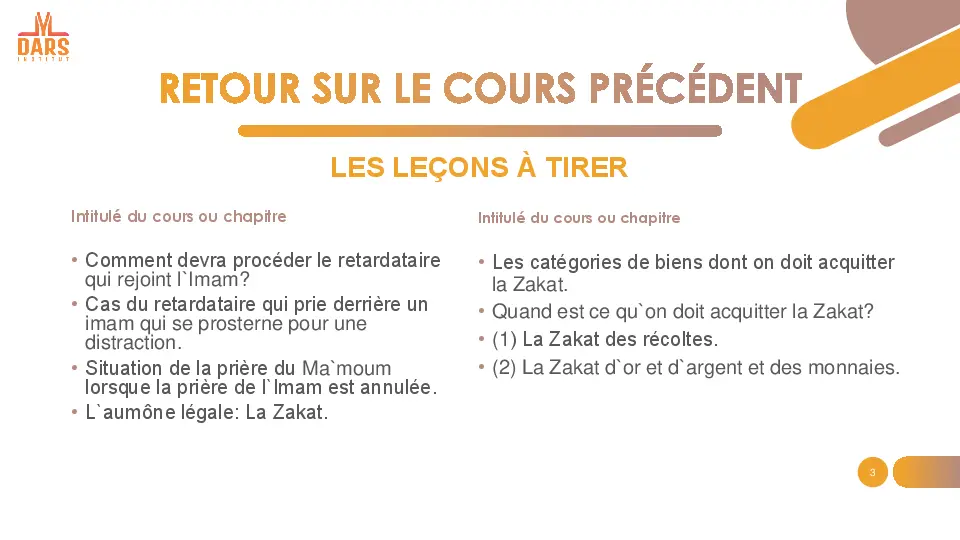 DARS
INSTITUT
RETOUR SUR LE COURS PRÉCÉDENT
LES LEÇONS À TIRER
Intitulé du cours ou chapitre
• Comment devra procéder le retardataire
qui rejoint l`Imam?
• Cas du retardataire qui prie derrière un
imam qui se prosterne pour une
distraction.
• Situation de la prière du Ma`moum
lorsque la prière de l`Imam est annulée.
• L`aumône légale: La Zakat.
Intitulé du cours ou chapitre
• Les catégories de biens dont on doit acquitter
la Zakat.
• Quand est ce qu`on doit acquitter la Zakat?
• (1) La Zakat des récoltes.
• (2) La Zakat d`or et d`argent et des monnaies.
3